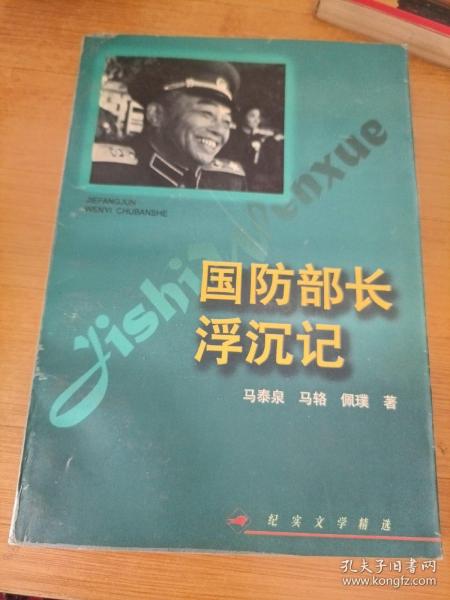 JIEFANGJUN
WENYI CHUBANSHE
Jishi Wenxue
国防部长
浮沉记
马泰泉 马辂 佩璞 著
纪实文学精选
孔夫子旧书网
www.kongfz.com